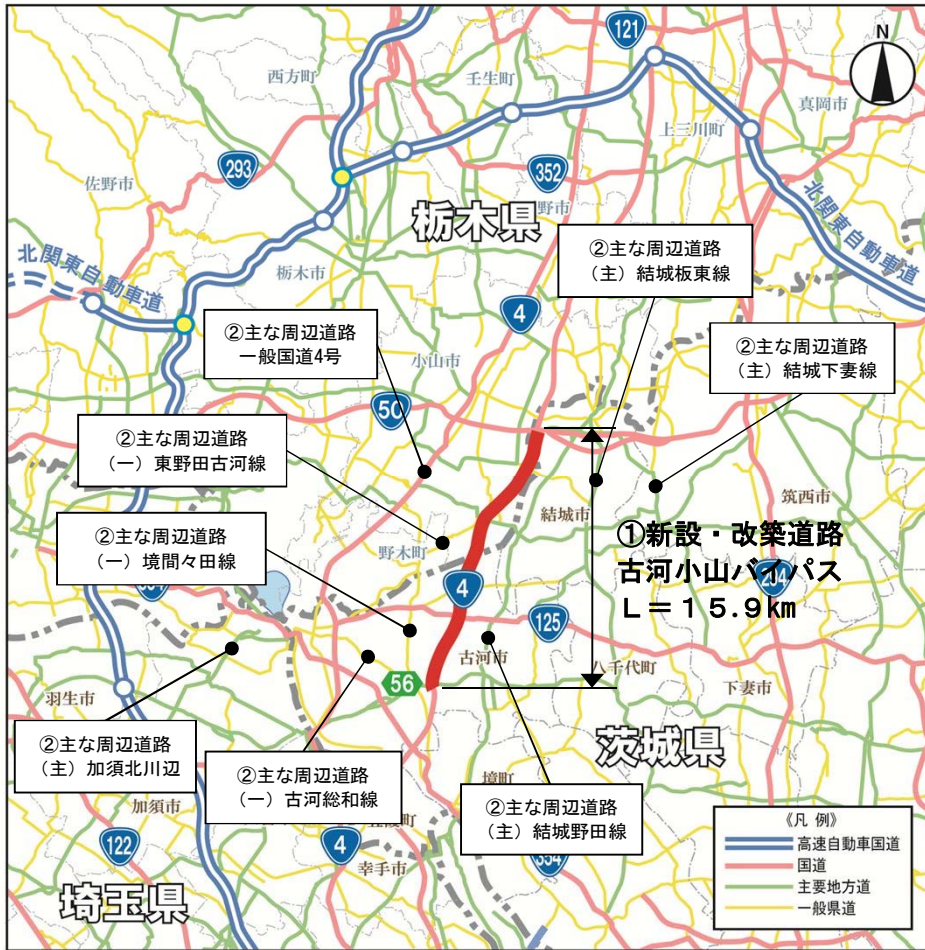 121
N
西方町
壬生町
真岡市
上三川町
293
352
佐野市
栃木県
野市
北関東自動車道
北関東自動車道
栃木市
②主な周辺道路
(主) 結城板東線
4
②主な周辺道路
一般国道4号
小山市
②主な周辺道路
(主) 結城下妻線
50
②主な周辺道路
(一) 東野田古河線
結城市
筑西市
①新設・改築道路
古河小山バイパス
L=15.9km
野木町
②主な周辺道路
(一) 境間々田線
4
125
古河市
八千代町
56
下妻市
羽生市
茨城県
②主な周辺道路
(主) 加須北川辺
②主な周辺道路
(一) 古河総和線
境町
②主な周辺道路
(主) 結城野田線
加須市
122
4
354
幸手市
埼玉県
《凡 例》
高速自動車国道
国道
主要地方道
一般県道